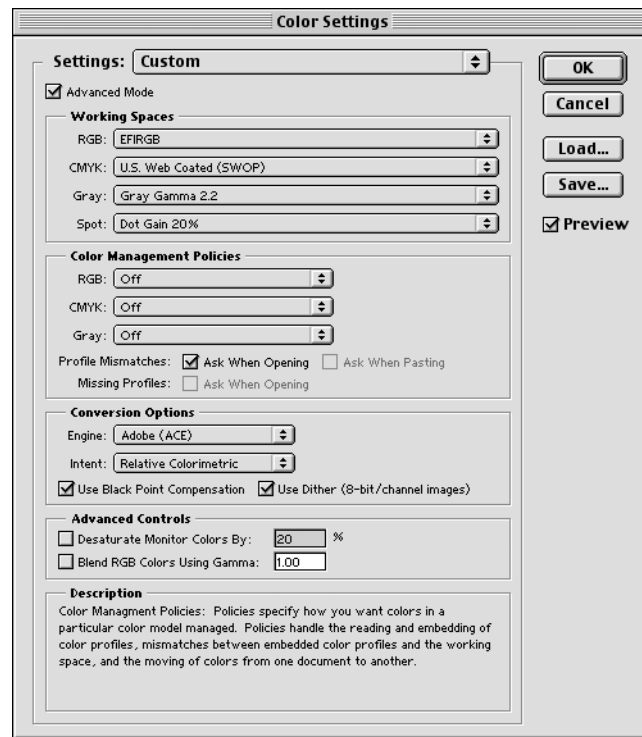 Color Settings
Settings: Custom
OK
Advanced Mode
Cancel
Working Spaces
RGB: EFIRGB
Load...
CMYK: U.S. Web Coated (SWOP)
Save...
Gray: Gray Gamma 2.2
Spot: Dot Gain 20%
Preview
Color Management Policies
RGB: Off
CMYK: Off
Gray: Off
Profile Mismatches: Ask When Opening Ask When Pasting
Missing Profiles: Ask When Opening
Conversion Options
Engine: Adobe (ACE)
Intent: Relative Colorimetric
Use Black Point Compensation Use Dither (8-bit/channel images)
Advanced Controls
Desaturate Monitor Colors By: 20 %
Blend RGB Colors Using Gamma: 1.00
Description
Color Managment Policies: Policies specify how you want colors in a
particular color model managed. Policies handle the reading and embedding of
color profiles, mismatches between embedded color profiles and the working
space, and the moving of colors from one document to another.